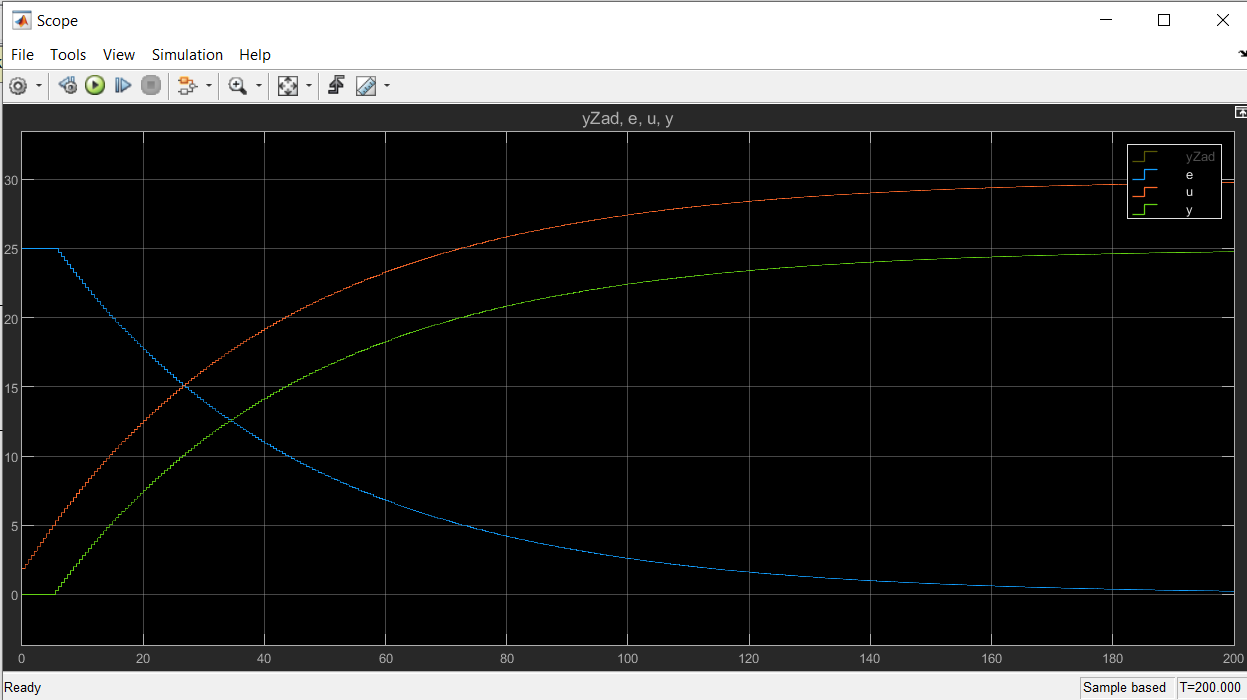 Scope
File Tools View Simulation Help
yZad, e, u, y
yZad
e
u
y
30
25
20
15
10
5
0
0 20 40 60 80 100 120 140 160 180 200
Ready
Sample based T=200.000